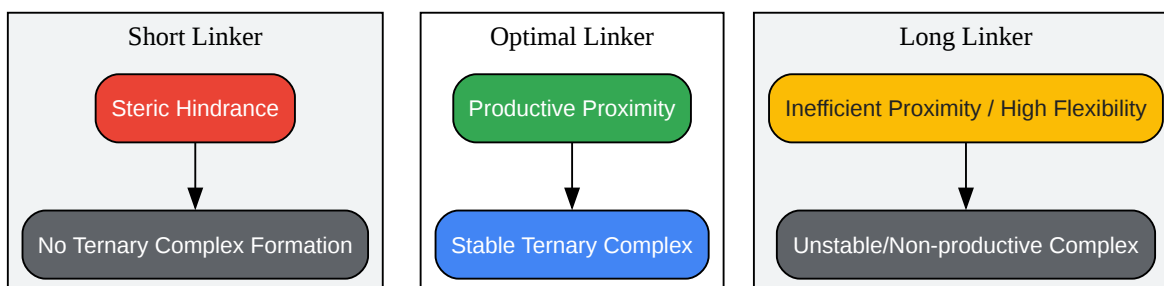 Short Linker
Steric Hindrance
No Ternary Complex Formation
Optimal Linker
Productive Proximity
Stable Ternary Complex
Long Linker
Inefficient Proximity / High Flexibility
Unstable/Non-productive Complex